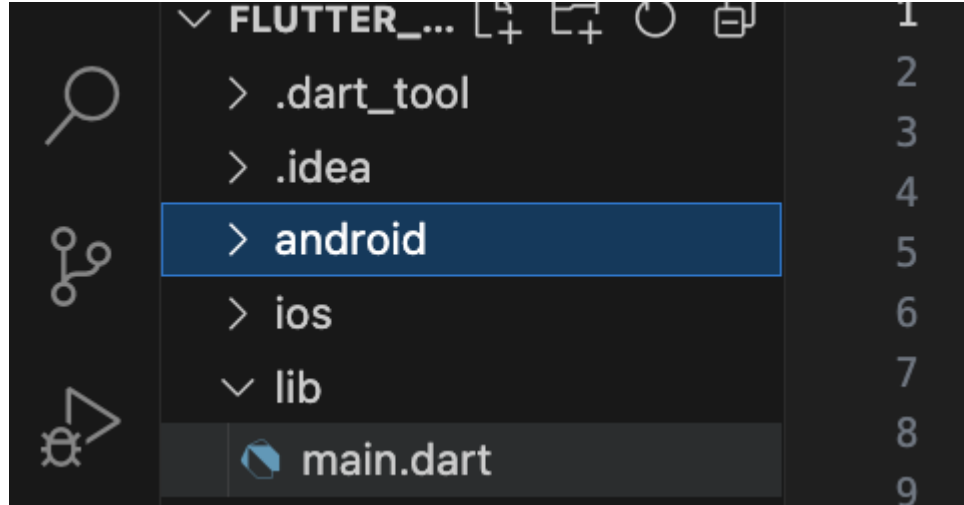 FLUTTER_...
.dart_tool
.idea
android
ios
lib
main.dart
1
2
3
4
5
6
7
8
9